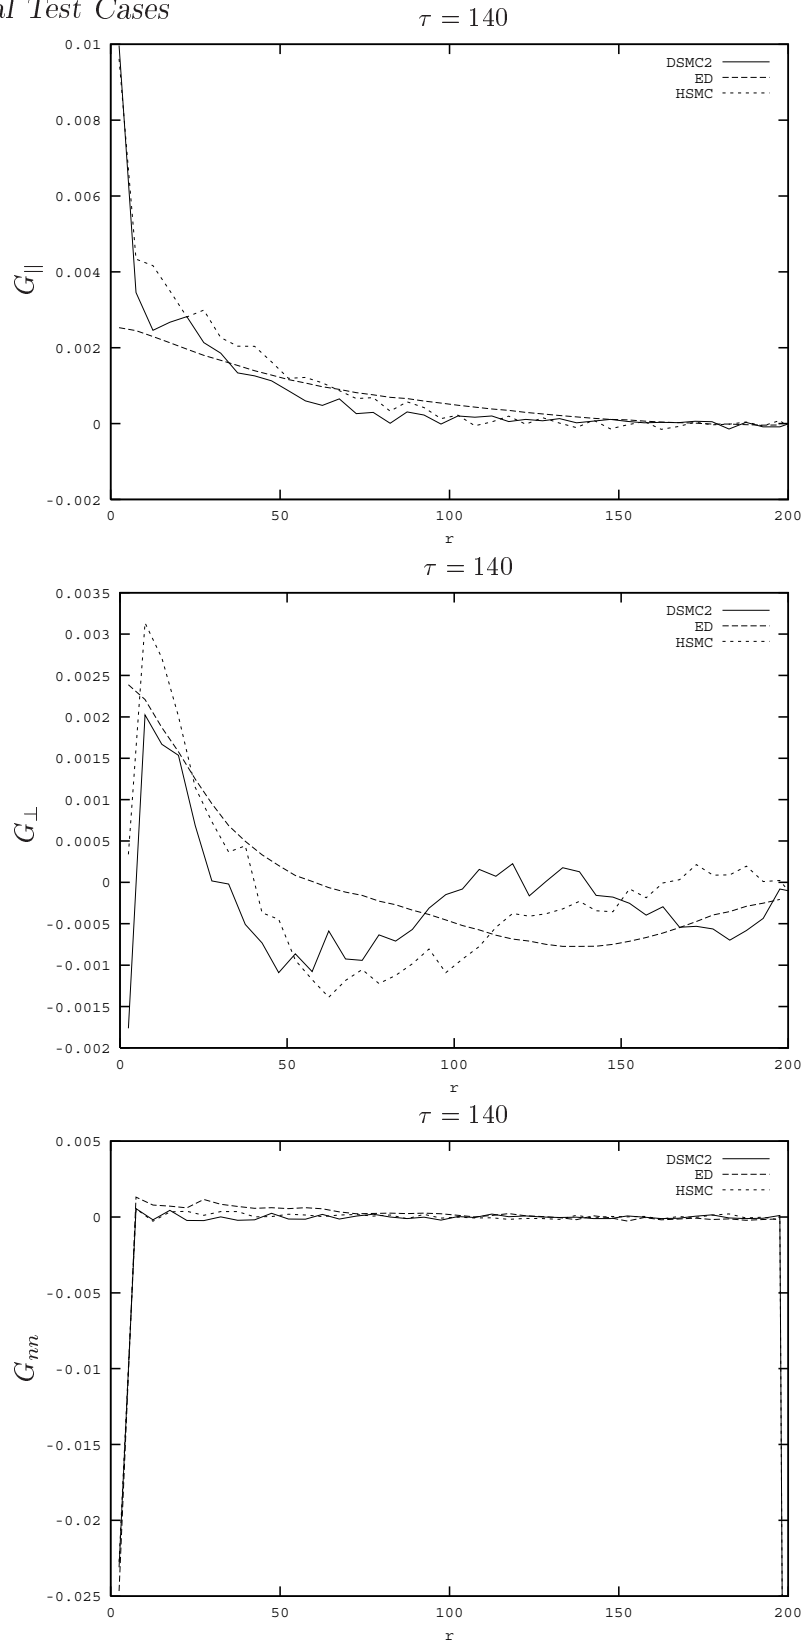 al Test Cases
τ = 140
0.01
0.008
0.006
0.004
0.002
0
-0.002
G∥
DSMC2
ED
HSMC
0 50 100 150 200
r
τ = 140
0.0035
0.003
0.0025
0.002
0.0015
0.001
0.0005
0
-0.0005
-0.001
-0.0015
-0.002
G⊥
DSMC2
ED
HSMC
0 50 100 150 200
r
τ = 140
0.005
0
-0.005
-0.01
-0.015
-0.02
-0.025
Gnn
DSMC2
ED
HSMC
0 50 100 150 200
r